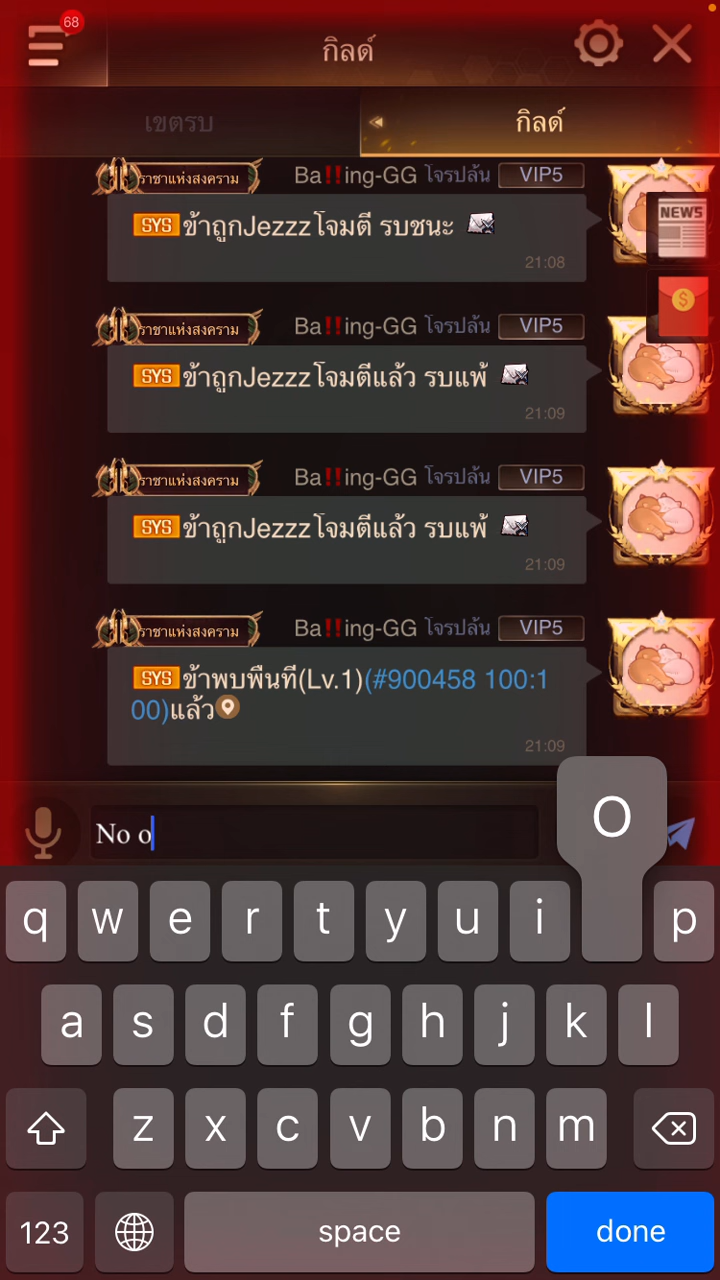 68
กิลด์
เขตรบ
กิลด์
ราชาแห่งสงคราม Ba‼️ing-GG โจรปล้น VIP5
SYS ข้าถูกJezzzโจมตี รบชนะ
21:08
NEWS
$
ราชาแห่งสงคราม Ba‼️ing-GG โจรปล้น VIP5
SYS ข้าถูกJezzzโจมตีแล้ว รบแพ้
21:09
ราชาแห่งสงคราม Ba‼️ing-GG โจรปล้น VIP5
SYS ข้าถูกJezzzโจมตีแล้ว รบแพ้
21:09
ราชาแห่งสงคราม Ba‼️ing-GG โจรปล้น VIP5
SYS ข้าพบพื้นที่(Lv.1)(#900458 100:1
00)แล้ว
21:09
No o
O
q w e r t y u i p
a s d f g h j k l
z x c v b n m
123 space done